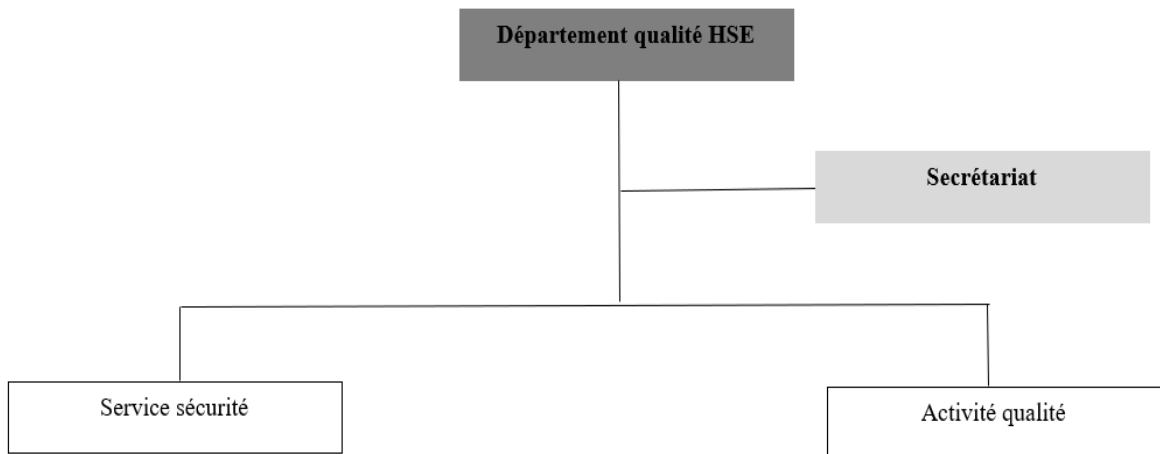 Département qualité HSE
Secrétariat
Service sécurité
Activité qualité